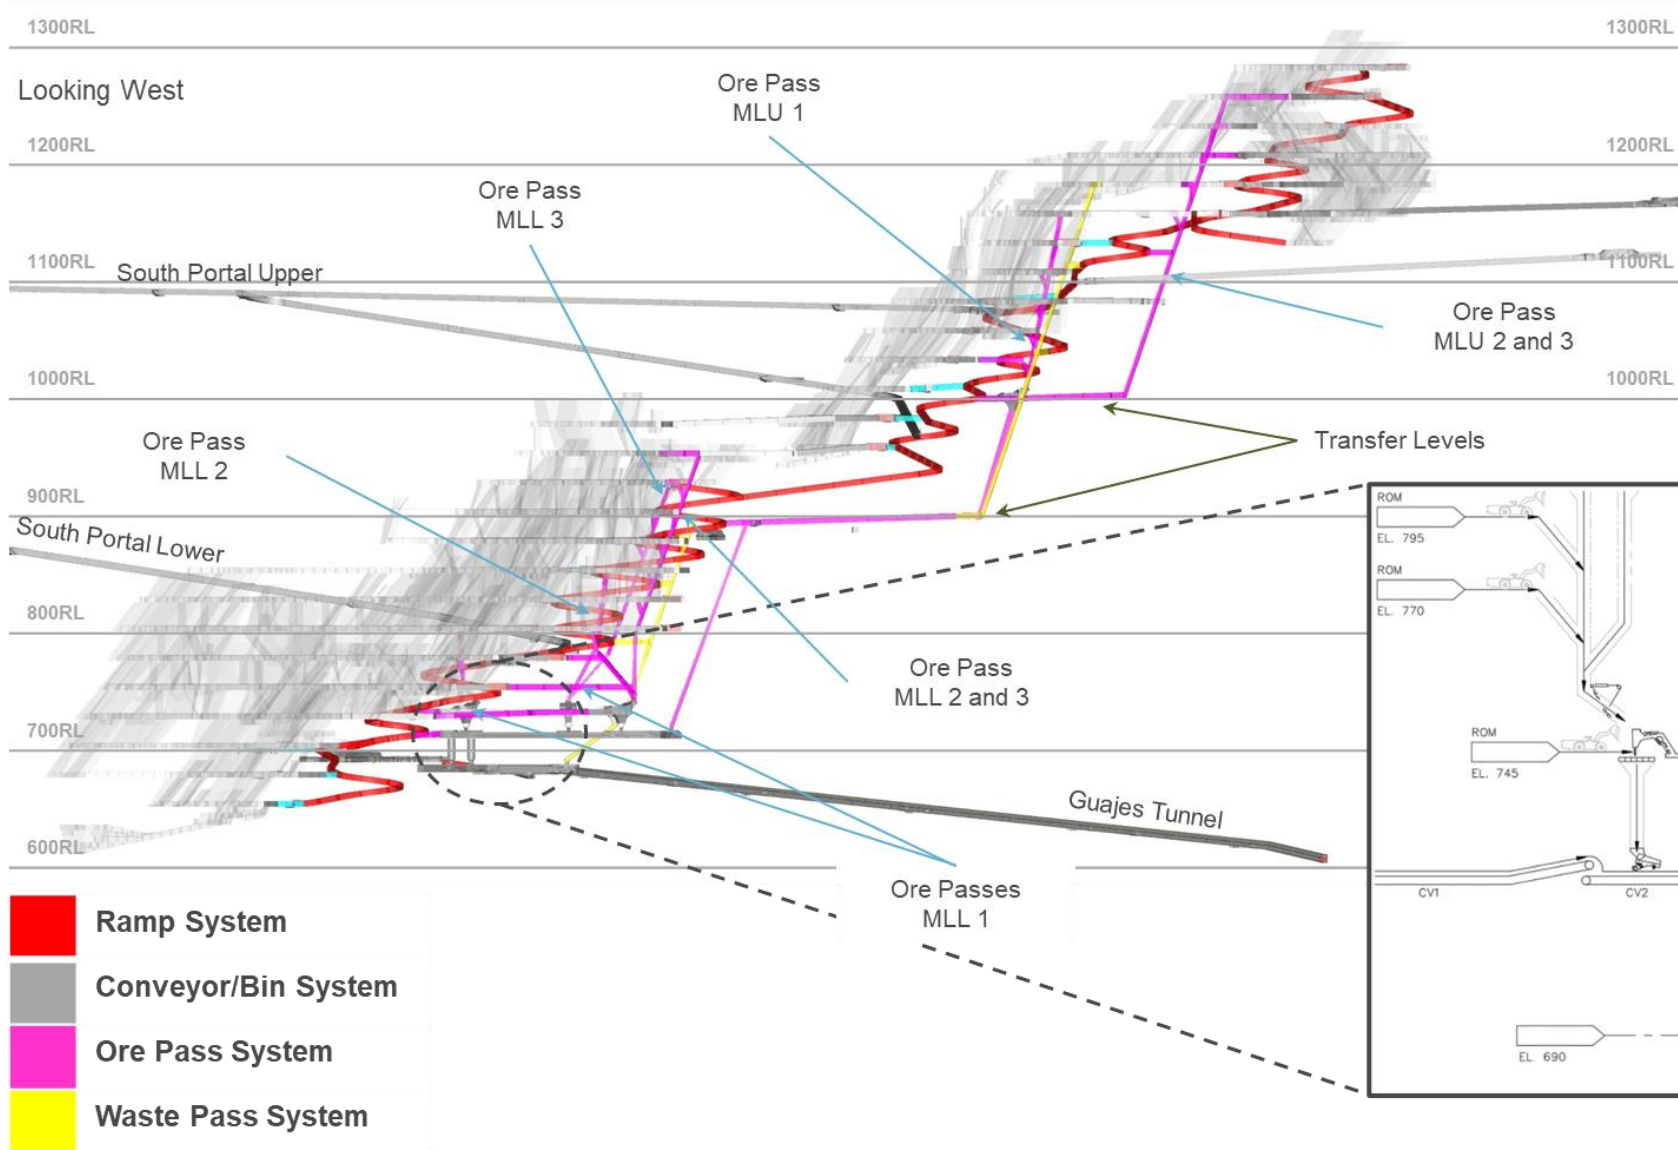 1300RL
1300RL
Looking West
Ore Pass
MLU 1
1200RL
1200RL
Ore Pass
MLL 3
1100RL
1100RL
South Portal Upper
Ore Pass
MLU 2 and 3
1000RL
1000RL
Ore Pass
MLL 2
Transfer Levels
900RL
South Portal Lower
800RL
Ore Pass
MLL 2 and 3
700RL
Guajes Tunnel
600RL
Ore Passes
MLL 1
ROM
EL. 795
ROM
EL. 770
ROM
EL. 745
CV1
CV2
EL. 690
Ramp System
Conveyor/Bin System
Ore Pass System
Waste Pass System